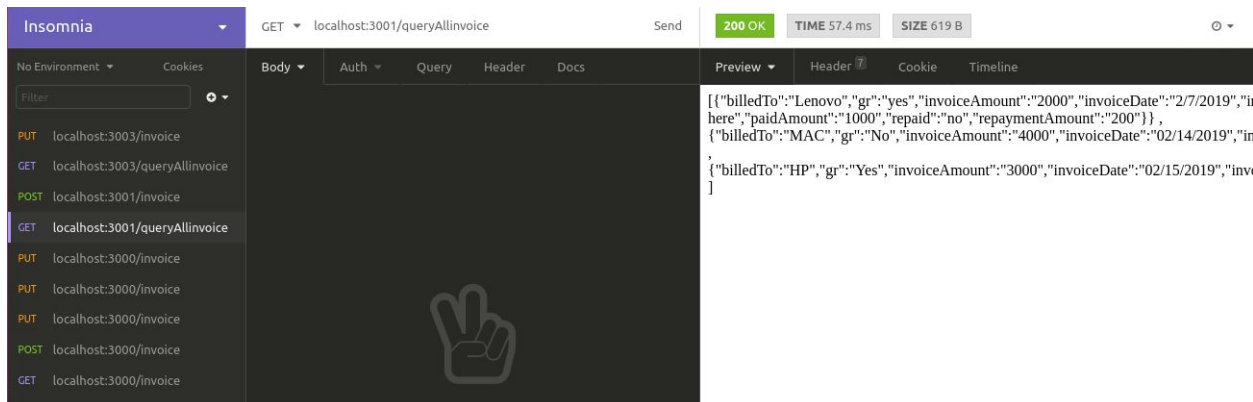 Insomnia
GET localhost:3001/queryAllinvoice Send
200 OK TIME 57.4 ms SIZE 619 B
No Environment Cookies
Body Auth Query Header Docs
Preview Header 7 Cookie Timeline
Filter
PUT localhost:3003/invoice
GET localhost:3003/queryAllinvoice
POST localhost:3001/invoice
GET localhost:3001/queryAllinvoice
PUT localhost:3000/invoice
PUT localhost:3000/invoice
PUT localhost:3000/invoice
POST localhost:3000/invoice
GET localhost:3000/invoice
[{"billedTo":"Lenovo","gr":"yes","invoiceAmount":"2000","invoiceDate":"2/7/2019",
here","paidAmount":"1000","repaid":"no","repaymentAmount":"200"}} ,
{"billedTo":"MAC","gr":"No","invoiceAmount":"4000","invoiceDate":"02/14/2019",
,
{"billedTo":"HP","gr":"Yes","invoiceAmount":"3000","invoiceDate":"02/15/2019",
]